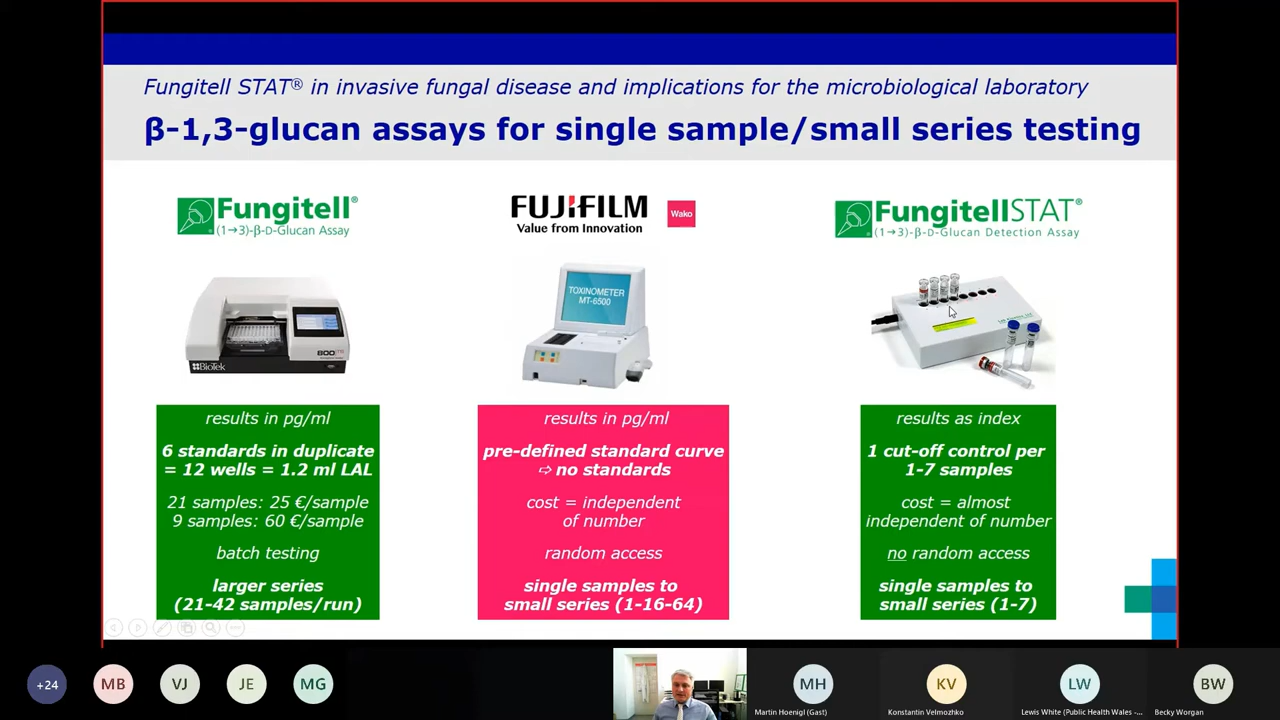 Fungitell STAT® in invasive fungal disease and implications for the microbiological laboratory
β-1,3-glucan assays for single sample/small series testing
Fungitell®
(1→3)-β-D-Glucan Assay
FUJIFILM
Value from Innovation
Wako
FungitellSTAT®
(1→3)-β-D-Glucan Detection Assay
BioTek
800
TOXINOMETER
MT-6500
results in pg/ml
6 standards in duplicate
= 12 wells = 1.2 ml LAL
21 samples: 25 €/sample
9 samples: 60 €/sample
batch testing
larger series
(21-42 samples/run)
results in pg/ml
pre-defined standard curve
⇨ no standards
cost = independent
of number
random access
single samples to
small series (1-16-64)
results as index
1 cut-off control per
1-7 samples
cost = almost
independent of number
no random access
single samples to
small series (1-7)
+24
MB
VJ
JE
MG
MH
Martin Hoenigl (Gast)
KV
Konstantin Velmozhko
LW
Lewis White (Public Health Wales - ...
BW
Becky Worgan